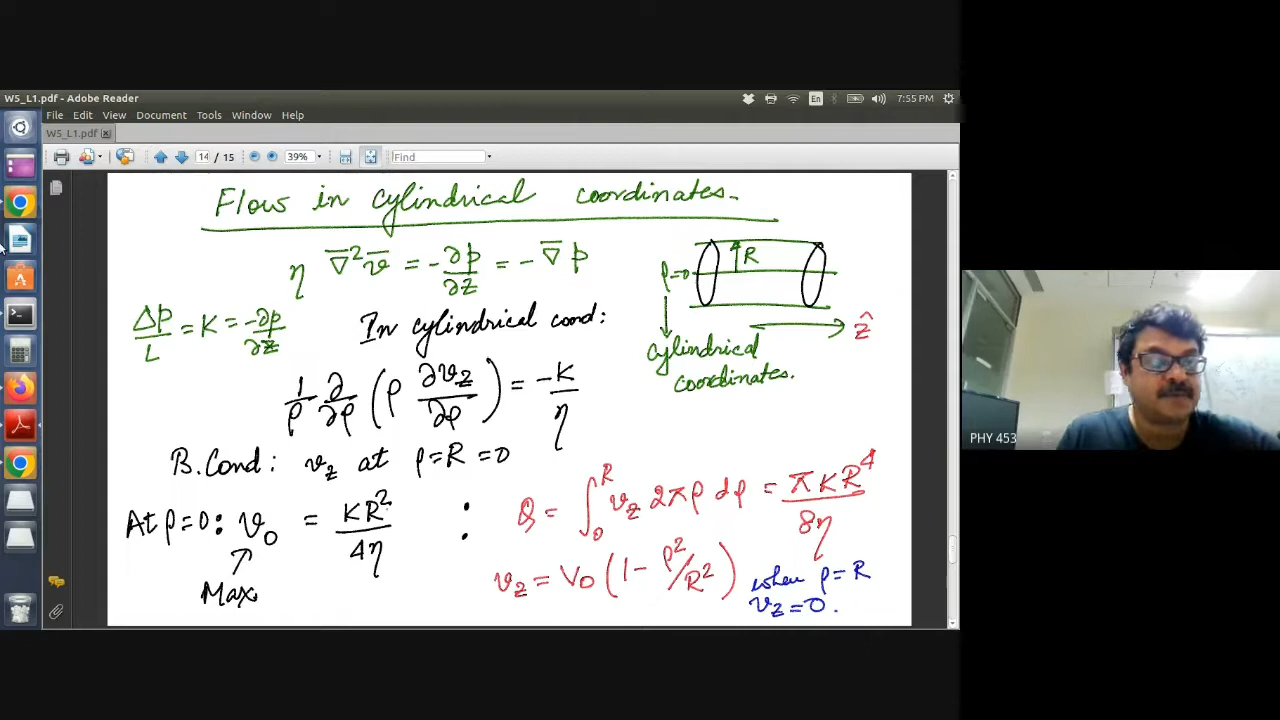 W5_L1.pdf - Adobe Reader
En
7:55 PM
File Edit View Document Tools Window Help
W5_L1.pdf
14 / 15
39%
Find
Flow in cylindrical coordinates.
η ∇̄²v̄ = -∂p/∂z = -∇̄p
R
ρ=0
ẑ
cylindrical
coordinates.
Δp/L = K = -∂p/∂z
In cylindrical cond:
1/ρ ∂/∂ρ (ρ ∂v_z/∂ρ) = -K/η
B.Cond: v_z at ρ=R = 0
At ρ=0: v_0 = KR²/4η :
Max
Q = ∫_0^R v_z 2πρ dρ = πKR⁴/8η
v_z = V_0 (1 - ρ²/R²)
when ρ=R
v_z=0.
PHY 453